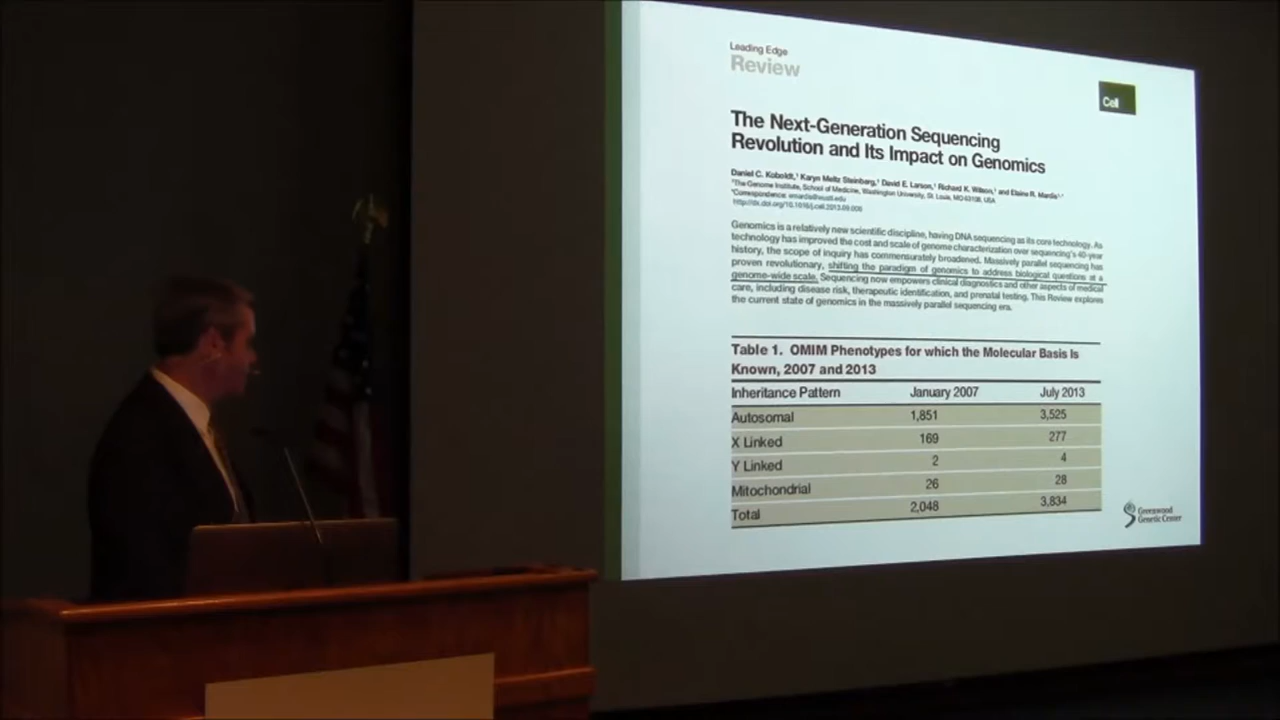 Leading Edge
Review
Cell
The Next-Generation Sequencing
Revolution and Its Impact on Genomics
Daniel C. Koboldt,¹ Karyn Meltz Steinberg,¹ David E. Larson,¹ Richard K. Wilson,¹ and Elaine R. Mardis¹,*
¹The Genome Institute, School of Medicine, Washington University, St. Louis, MO 63108, USA
*Correspondence: emardis@wustl.edu
http://dx.doi.org/10.1016/j.cell.2013.09.006
Genomics is a relatively new scientific discipline, having DNA sequencing as its core technology. As
technology has improved the cost and scale of genome characterization over sequencing's 40-year
history, the scope of inquiry has commensurately broadened. Massively parallel sequencing has
proven revolutionary, shifting the paradigm of genomics to address biological questions at a
genome-wide scale. Sequencing now empowers clinical diagnostics and other aspects of medical
care, including disease risk, therapeutic identification, and prenatal testing. This Review explores
the current state of genomics in the massively parallel sequencing era.
Table 1. OMIM Phenotypes for which the Molecular Basis Is
Known, 2007 and 2013
Inheritance Pattern January 2007 July 2013
Autosomal 1,851 3,525
X Linked 169 277
Y Linked 2 4
Mitochondrial 26 28
Total 2,048 3,834
Greenwood
Genetic Center